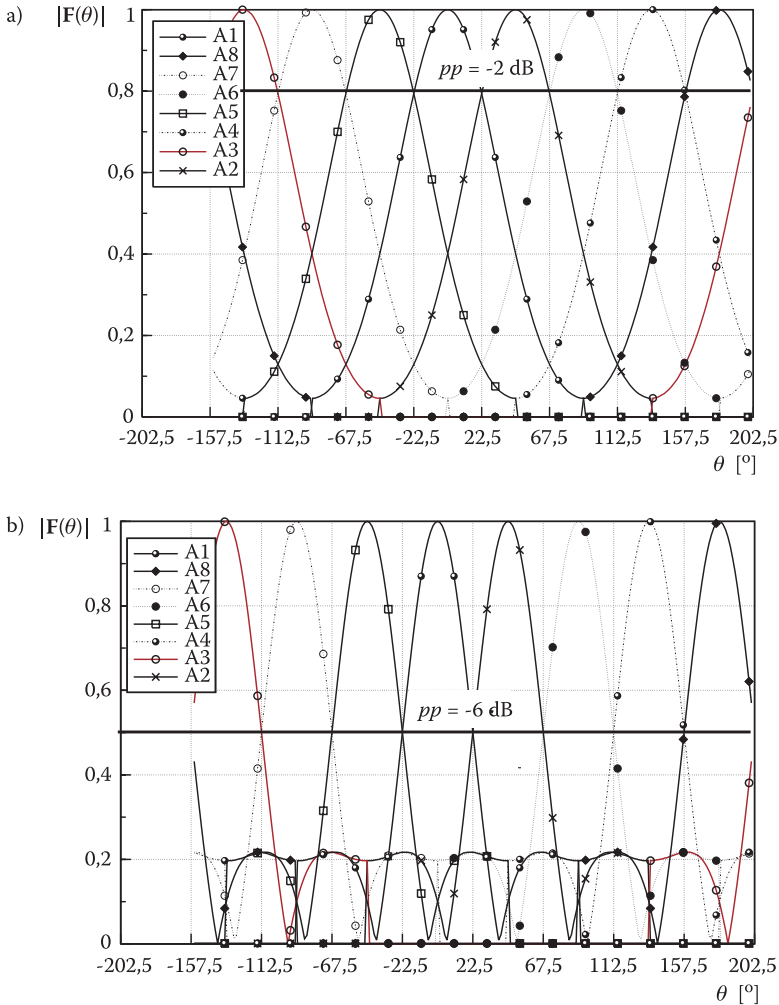 a)
|F(θ)|
1
0,8
0,6
0,4
0,2
0
A1
A8
A7
A6
A5
A4
A3
A2
pp = -2 dB
-202,5 -157,5 -112,5 -67,5 -22,5 22,5 67,5 112,5 157,5 202,5
θ [º]
b)
|F(θ)|
1
0,8
0,6
0,4
0,2
0
A1
A8
A7
A6
A5
A4
A3
A2
pp = -6 dB
-202,5 -157,5 -112,5 -67,5 -22,5 22,5 67,5 112,5 157,5 202,5
θ [º]